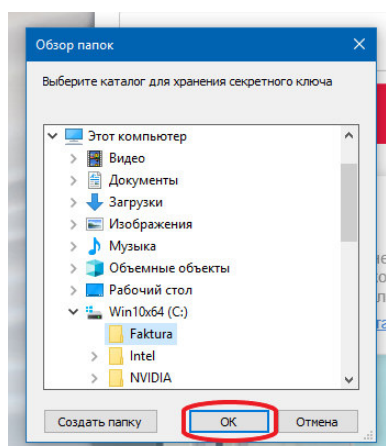 Обзор папок
Выберите каталог для хранения секретного ключа
Этот компьютер
Видео
Документы
Загрузки
Изображения
Музыка
Объемные объекты
Рабочий стол
Win10x64 (C:)
Faktura
Intel
NVIDIA
Создать папку
OK
Отмена